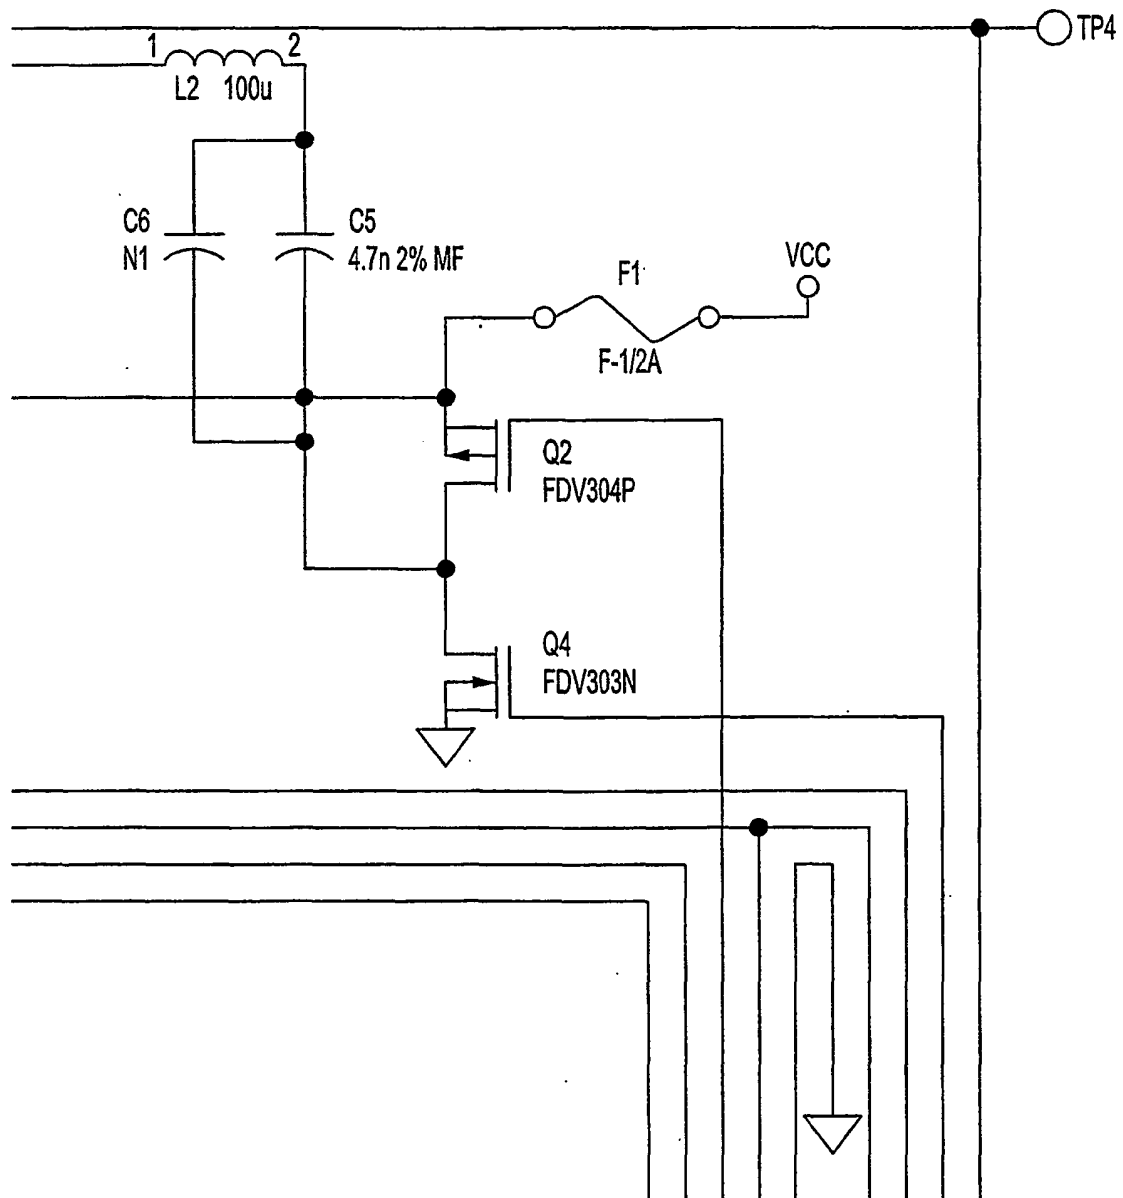 TP4
1 2
L2 100u
C6 C5
N1 4.7n 2% MF
F1
VCC
F-1/2A
Q2
FDV304P
Q4
FDV303N